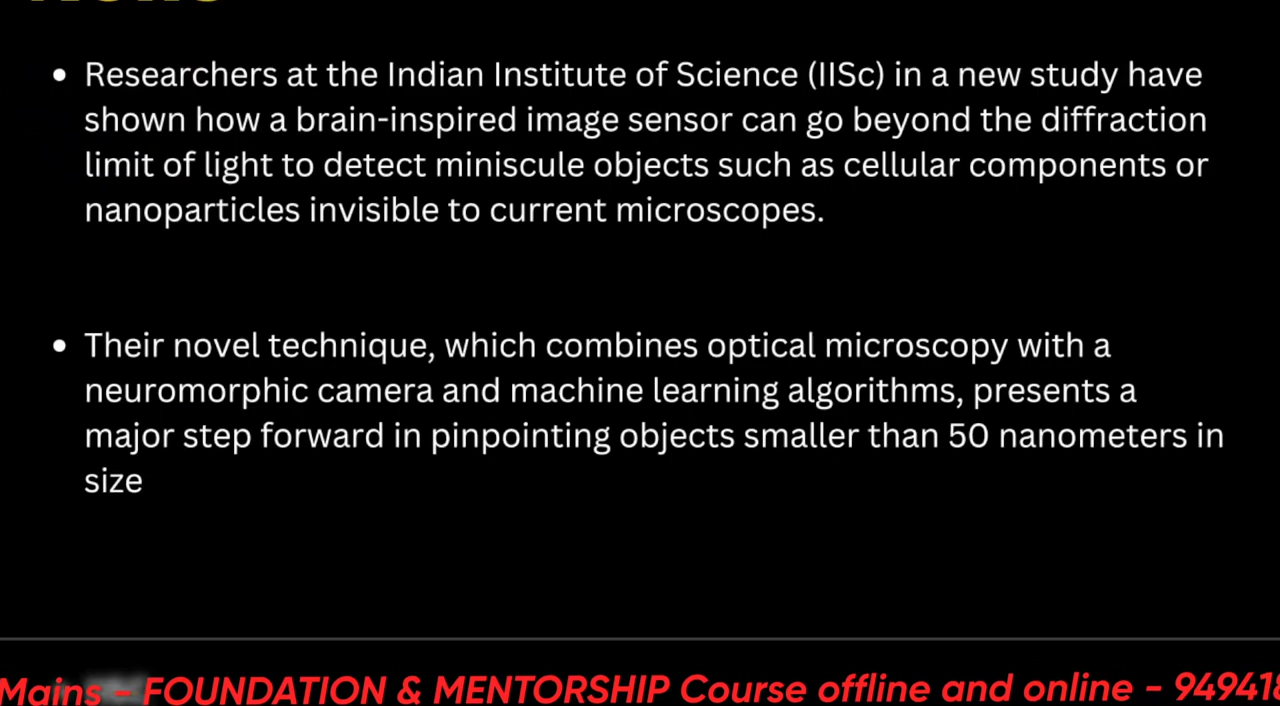 Researchers at the Indian Institute of Science (IISc) in a new study have
shown how a brain-inspired image sensor can go beyond the diffraction
limit of light to detect miniscule objects such as cellular components or
nanoparticles invisible to current microscopes.
Their novel technique, which combines optical microscopy with a
neuromorphic camera and machine learning algorithms, presents a
major step forward in pinpointing objects smaller than 50 nanometers in
size
Mains - FOUNDATION & MENTORSHIP Course offline and online - 94941